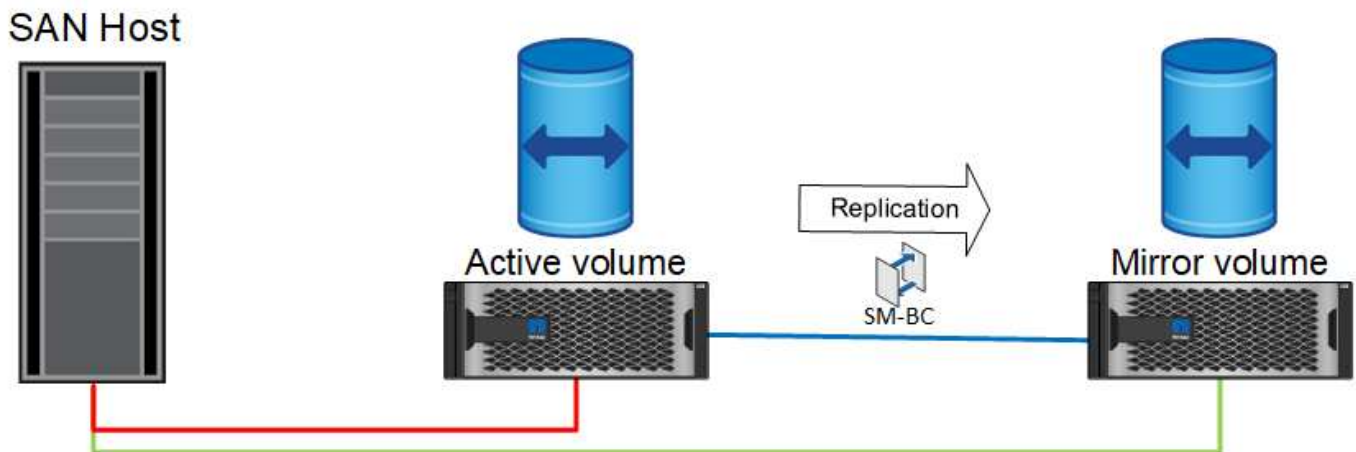 SAN Host
Replication
Active volume
Mirror volume
SM-BC